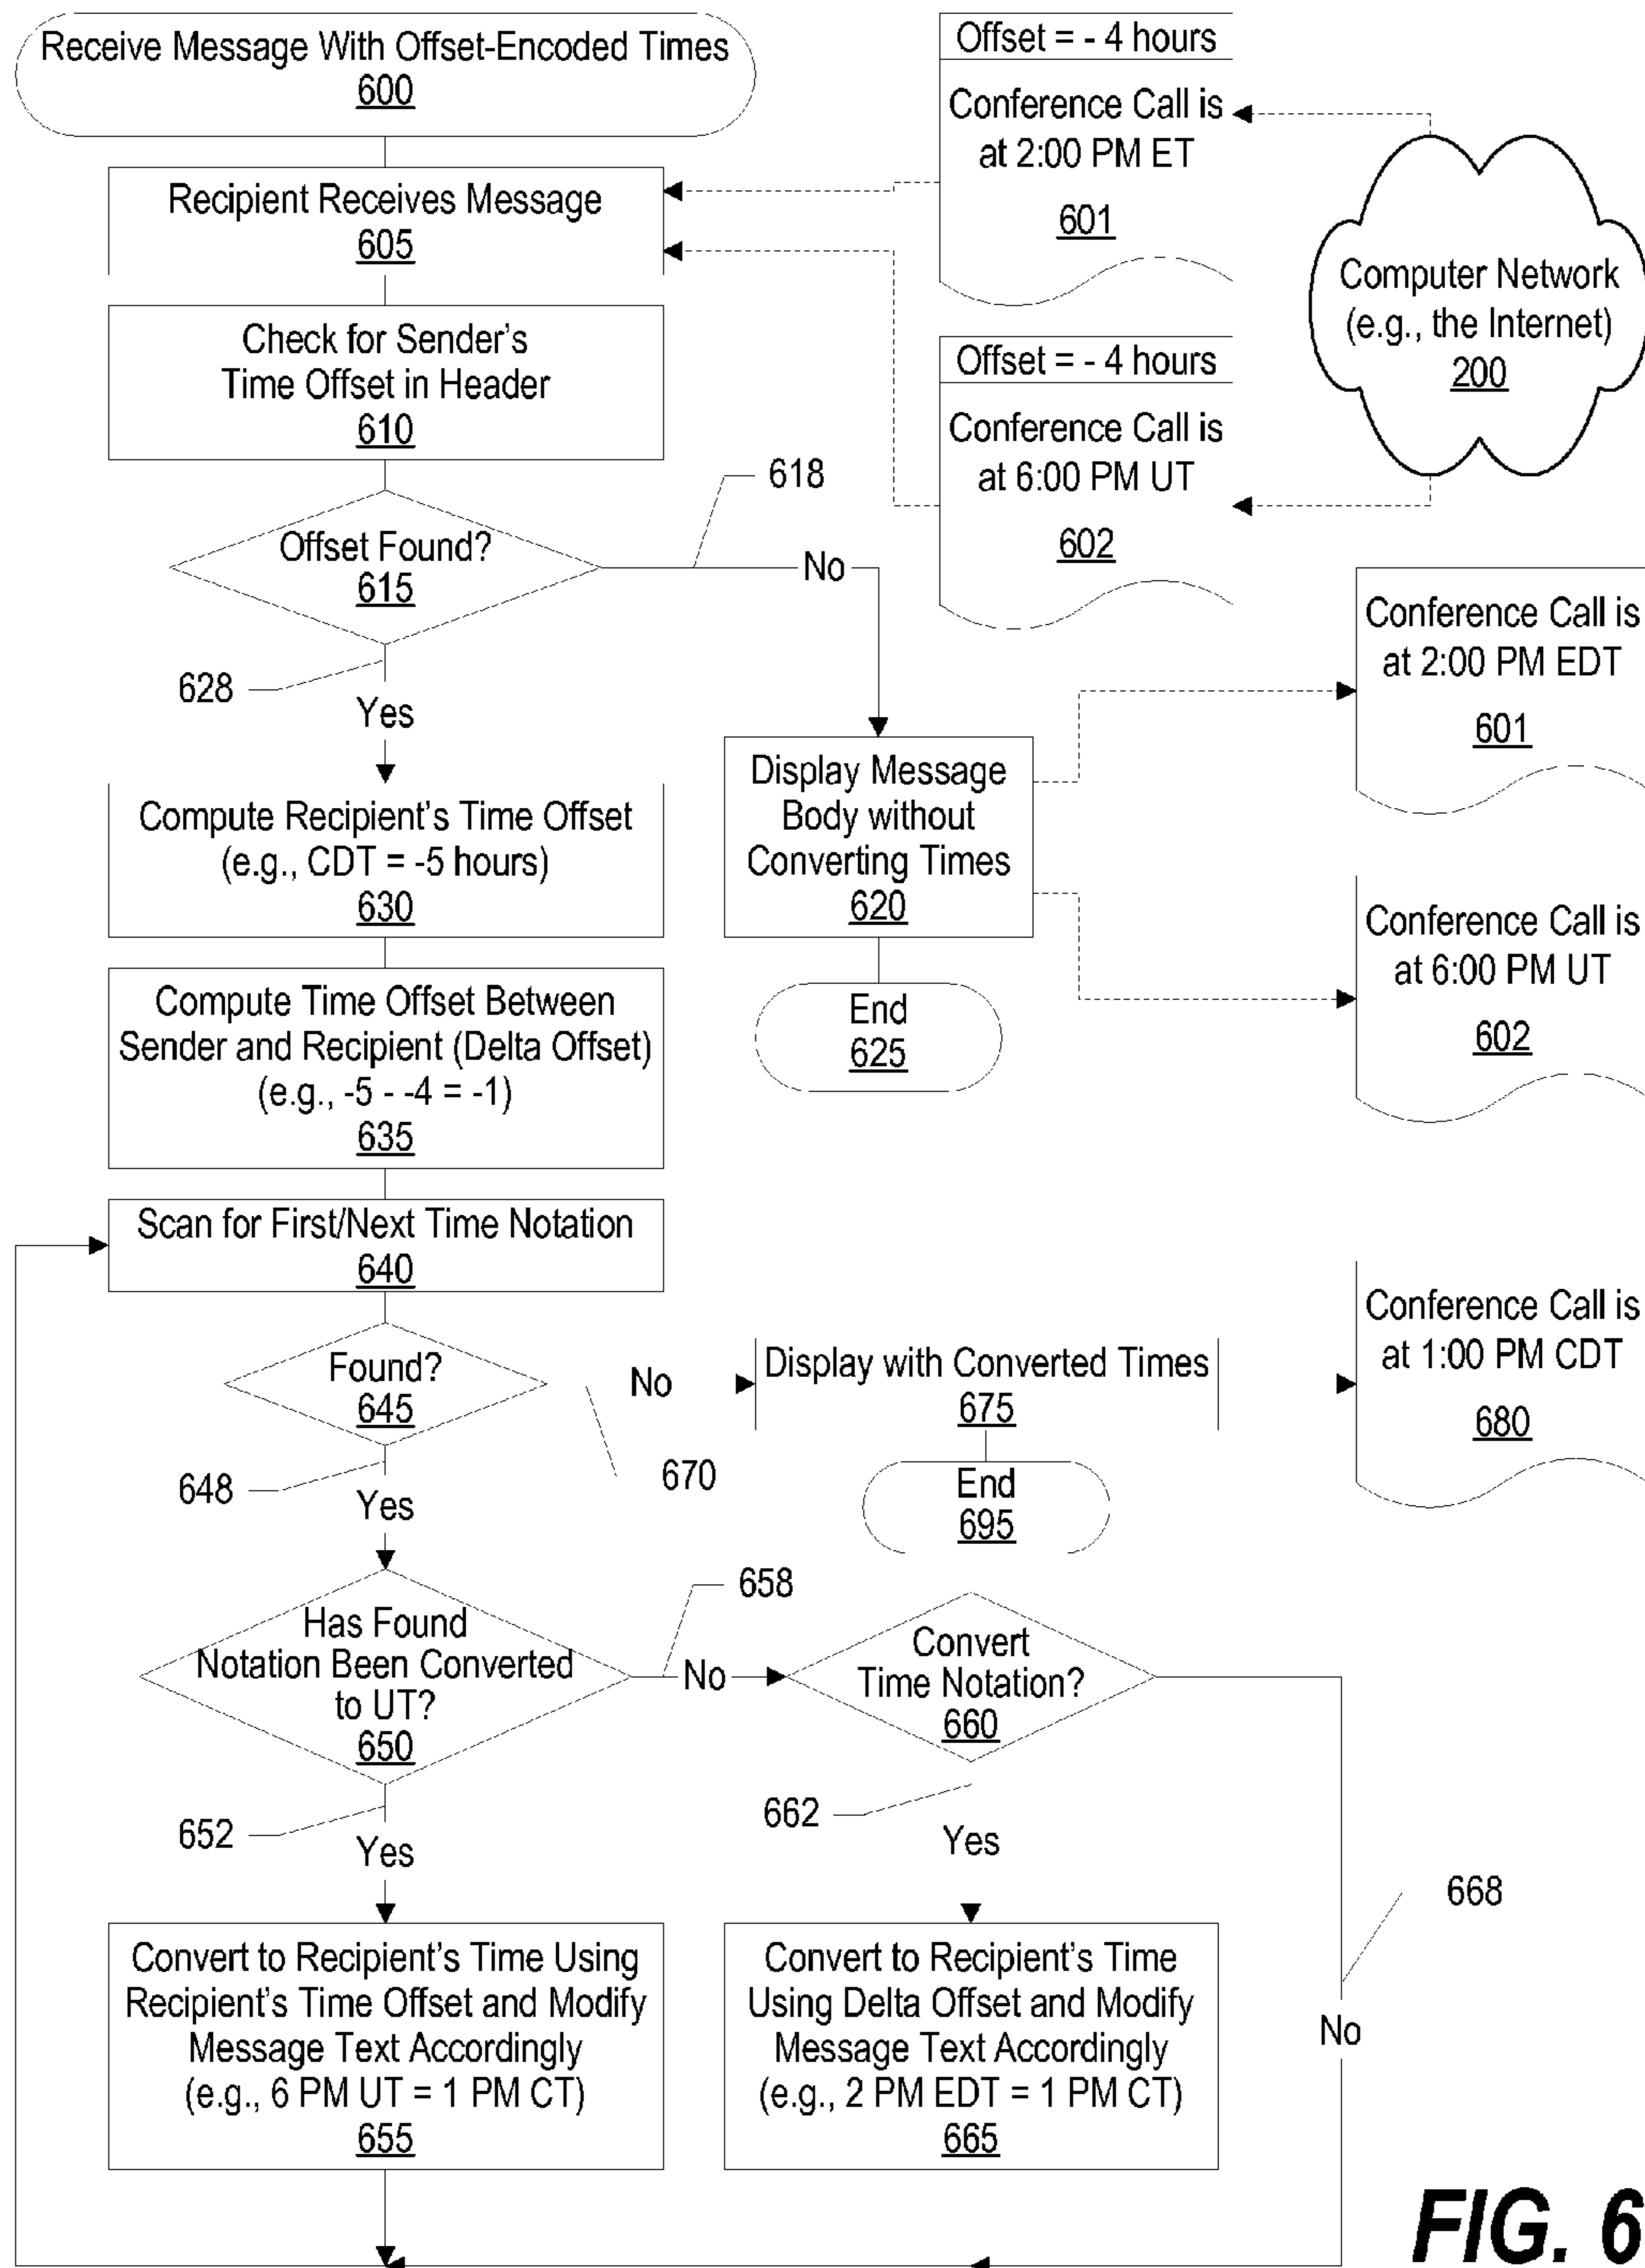 Receive Message With Offset-Encoded Times
600
Recipient Receives Message
605
Check for Sender's
Time Offset in Header
610
Offset Found?
615
618
No
628
Yes
Offset = - 4 hours
Conference Call is
at 2:00 PM ET
601
Offset = - 4 hours
Conference Call is
at 6:00 PM UT
602
Computer Network
(e.g., the Internet)
200
Display Message
Body without
Converting Times
620
End
625
Conference Call is
at 2:00 PM EDT
601
Conference Call is
at 6:00 PM UT
602
Compute Recipient's Time Offset
(e.g., CDT = -5 hours)
630
Compute Time Offset Between
Sender and Recipient (Delta Offset)
(e.g., -5 - -4 = -1)
635
Scan for First/Next Time Notation
640
Found?
645
No
670
648
Yes
Display with Converted Times
675
End
695
Conference Call is
at 1:00 PM CDT
680
Has Found
Notation Been Converted
to UT?
650
658
No
Convert
Time Notation?
660
652
Yes
662
Yes
668
No
Convert to Recipient's Time Using
Recipient's Time Offset and Modify
Message Text Accordingly
(e.g., 6 PM UT = 1 PM CT)
655
Convert to Recipient's Time
Using Delta Offset and Modify
Message Text Accordingly
(e.g., 2 PM EDT = 1 PM CT)
665
FIG. 6